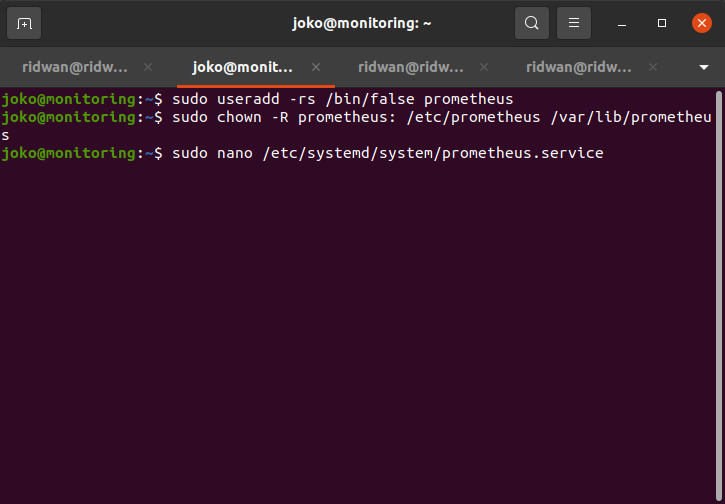 joko@monitoring: ~
ridwan@ridw... joko@monit... ridwan@ridw... ridwan@ridw...
joko@monitoring:~$ sudo useradd -rs /bin/false prometheus
joko@monitoring:~$ sudo chown -R prometheus: /etc/prometheus /var/lib/prometheu
s
joko@monitoring:~$ sudo nano /etc/systemd/system/prometheus.service